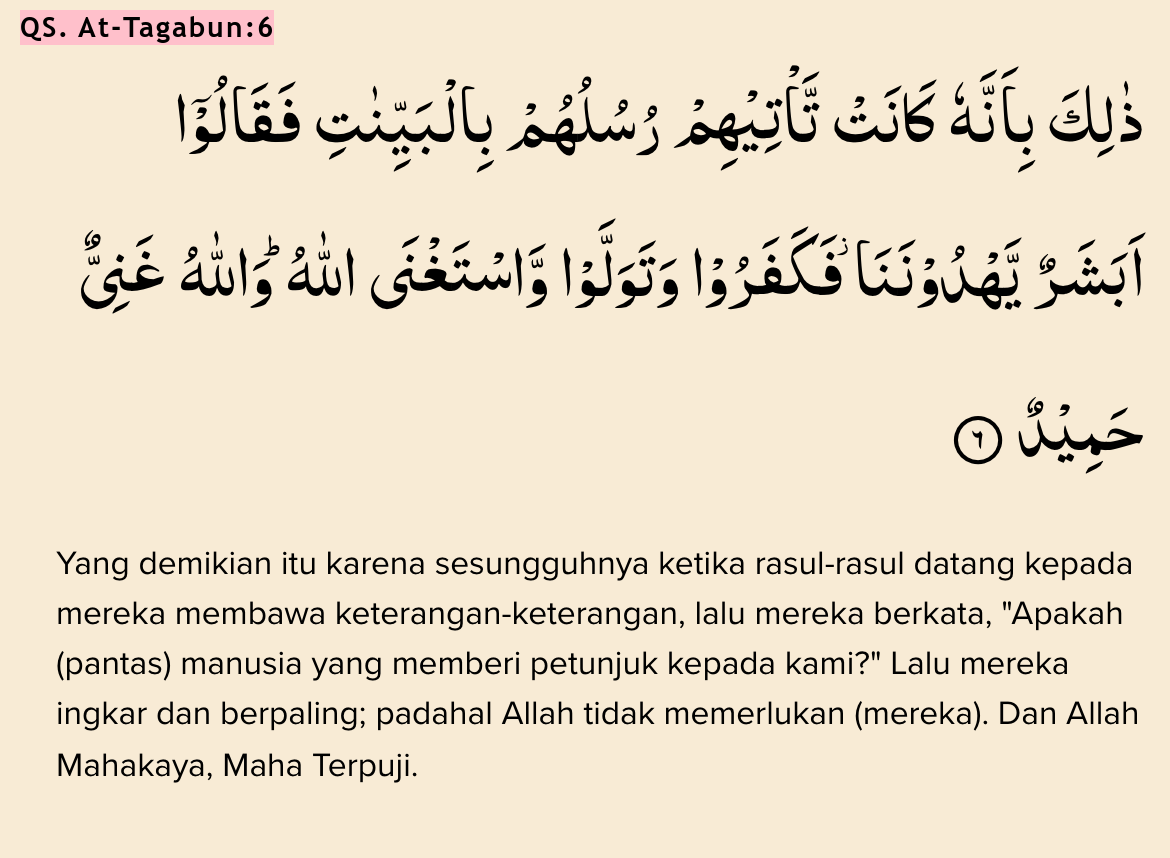 QS. At-Tagabun:6
ذٰلِكَ بِاَنَّهٗ كَانَتْ تَّأْتِيْهِمْ رُسُلُهُمْ بِالْبَيِّنٰتِ فَقَالُوْٓا
اَبَشَرٌ يَّهْدُوْنَنَا ۖفَكَفَرُوْا وَتَوَلَّوْا وَّاسْتَغْنَى اللّٰهُ ۗوَاللّٰهُ غَنِيٌّ
حَمِيْدٌ ٦
Yang demikian itu karena sesungguhnya ketika rasul-rasul datang kepada
mereka membawa keterangan-keterangan, lalu mereka berkata, "Apakah
(pantas) manusia yang memberi petunjuk kepada kami?" Lalu mereka
ingkar dan berpaling; padahal Allah tidak memerlukan (mereka). Dan Allah
Mahakaya, Maha Terpuji.